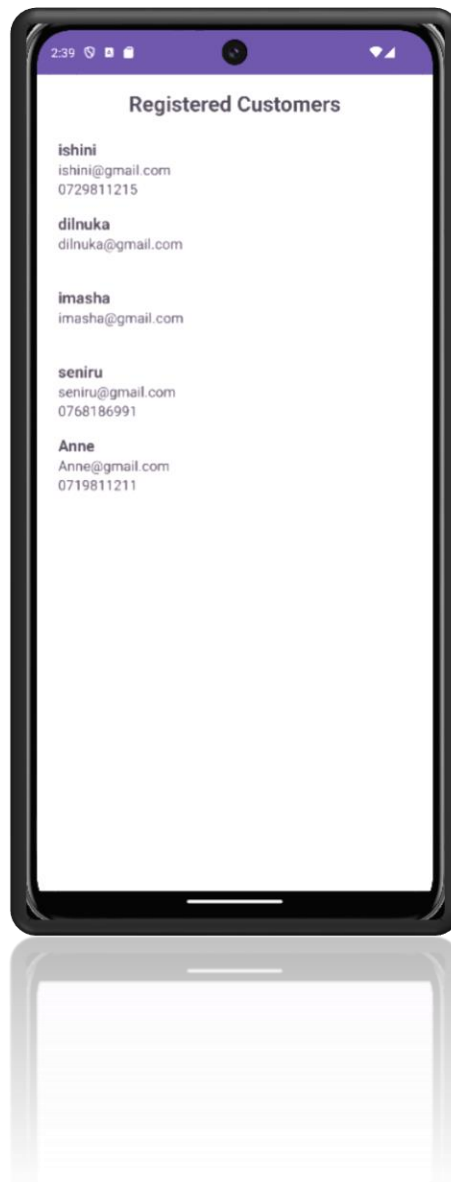 2:39
Registered Customers
ishini
ishini@gmail.com
0729811215
dilnuka
dilnuka@gmail.com
imasha
imasha@gmail.com
seniru
seniru@gmail.com
0768186991
Anne
Anne@gmail.com
0719811211